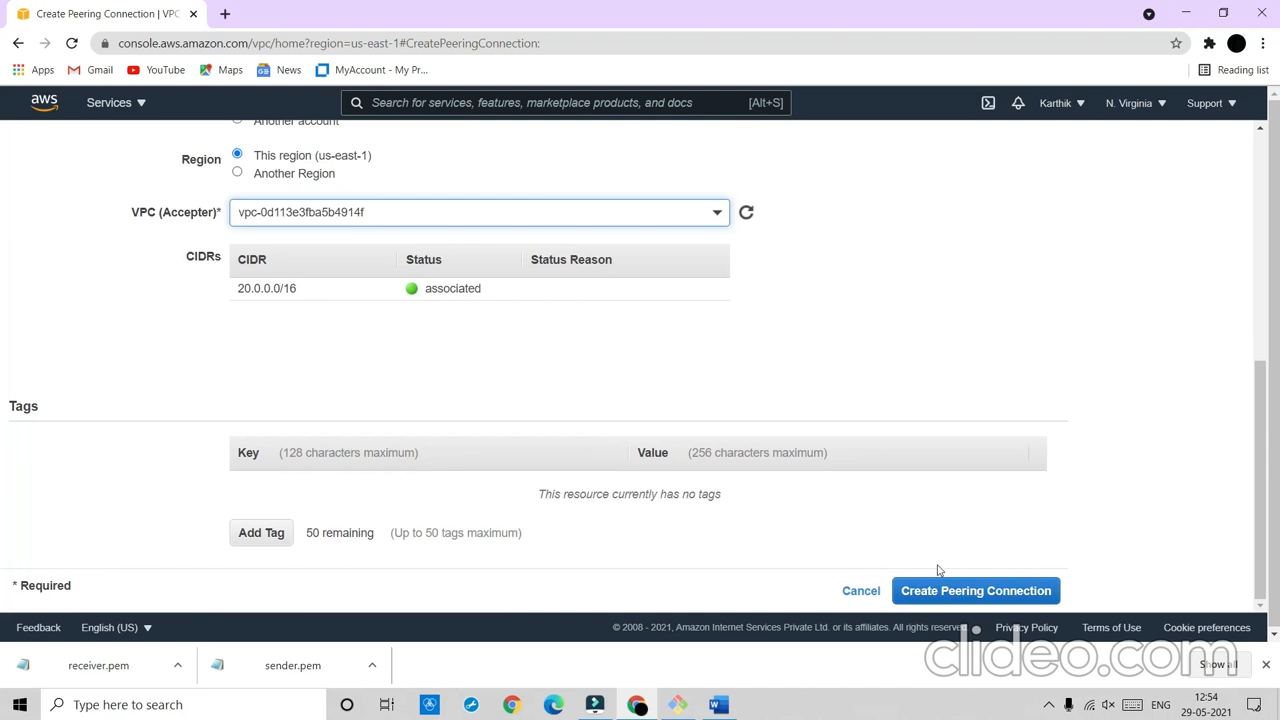 Create Peering Connection | VPC
console.aws.amazon.com/vpc/home?region=us-east-1#CreatePeeringConnection:
Apps Gmail YouTube Maps News MyAccount - My Pr... Reading list
aws Services Search for services, features, marketplace products, and docs [Alt+S] Karthik N. Virginia Support
Another account
Region This region (us-east-1)
Another Region
VPC (Accepter)* vpc-0d113e3fba5b4914f
CIDRs CIDR Status Status Reason
20.0.0.0/16 associated
Tags
Key (128 characters maximum) Value (256 characters maximum)
This resource currently has no tags
Add Tag 50 remaining (Up to 50 tags maximum)
* Required Cancel Create Peering Connection
Feedback English (US) © 2008 - 2021, Amazon Internet Services Private Ltd. or its affiliates. All rights reserved. Privacy Policy Terms of Use Cookie preferences
clideo.com
receiver.pem sender.pem Show all
Type here to search ENG 12:54
29-05-2021